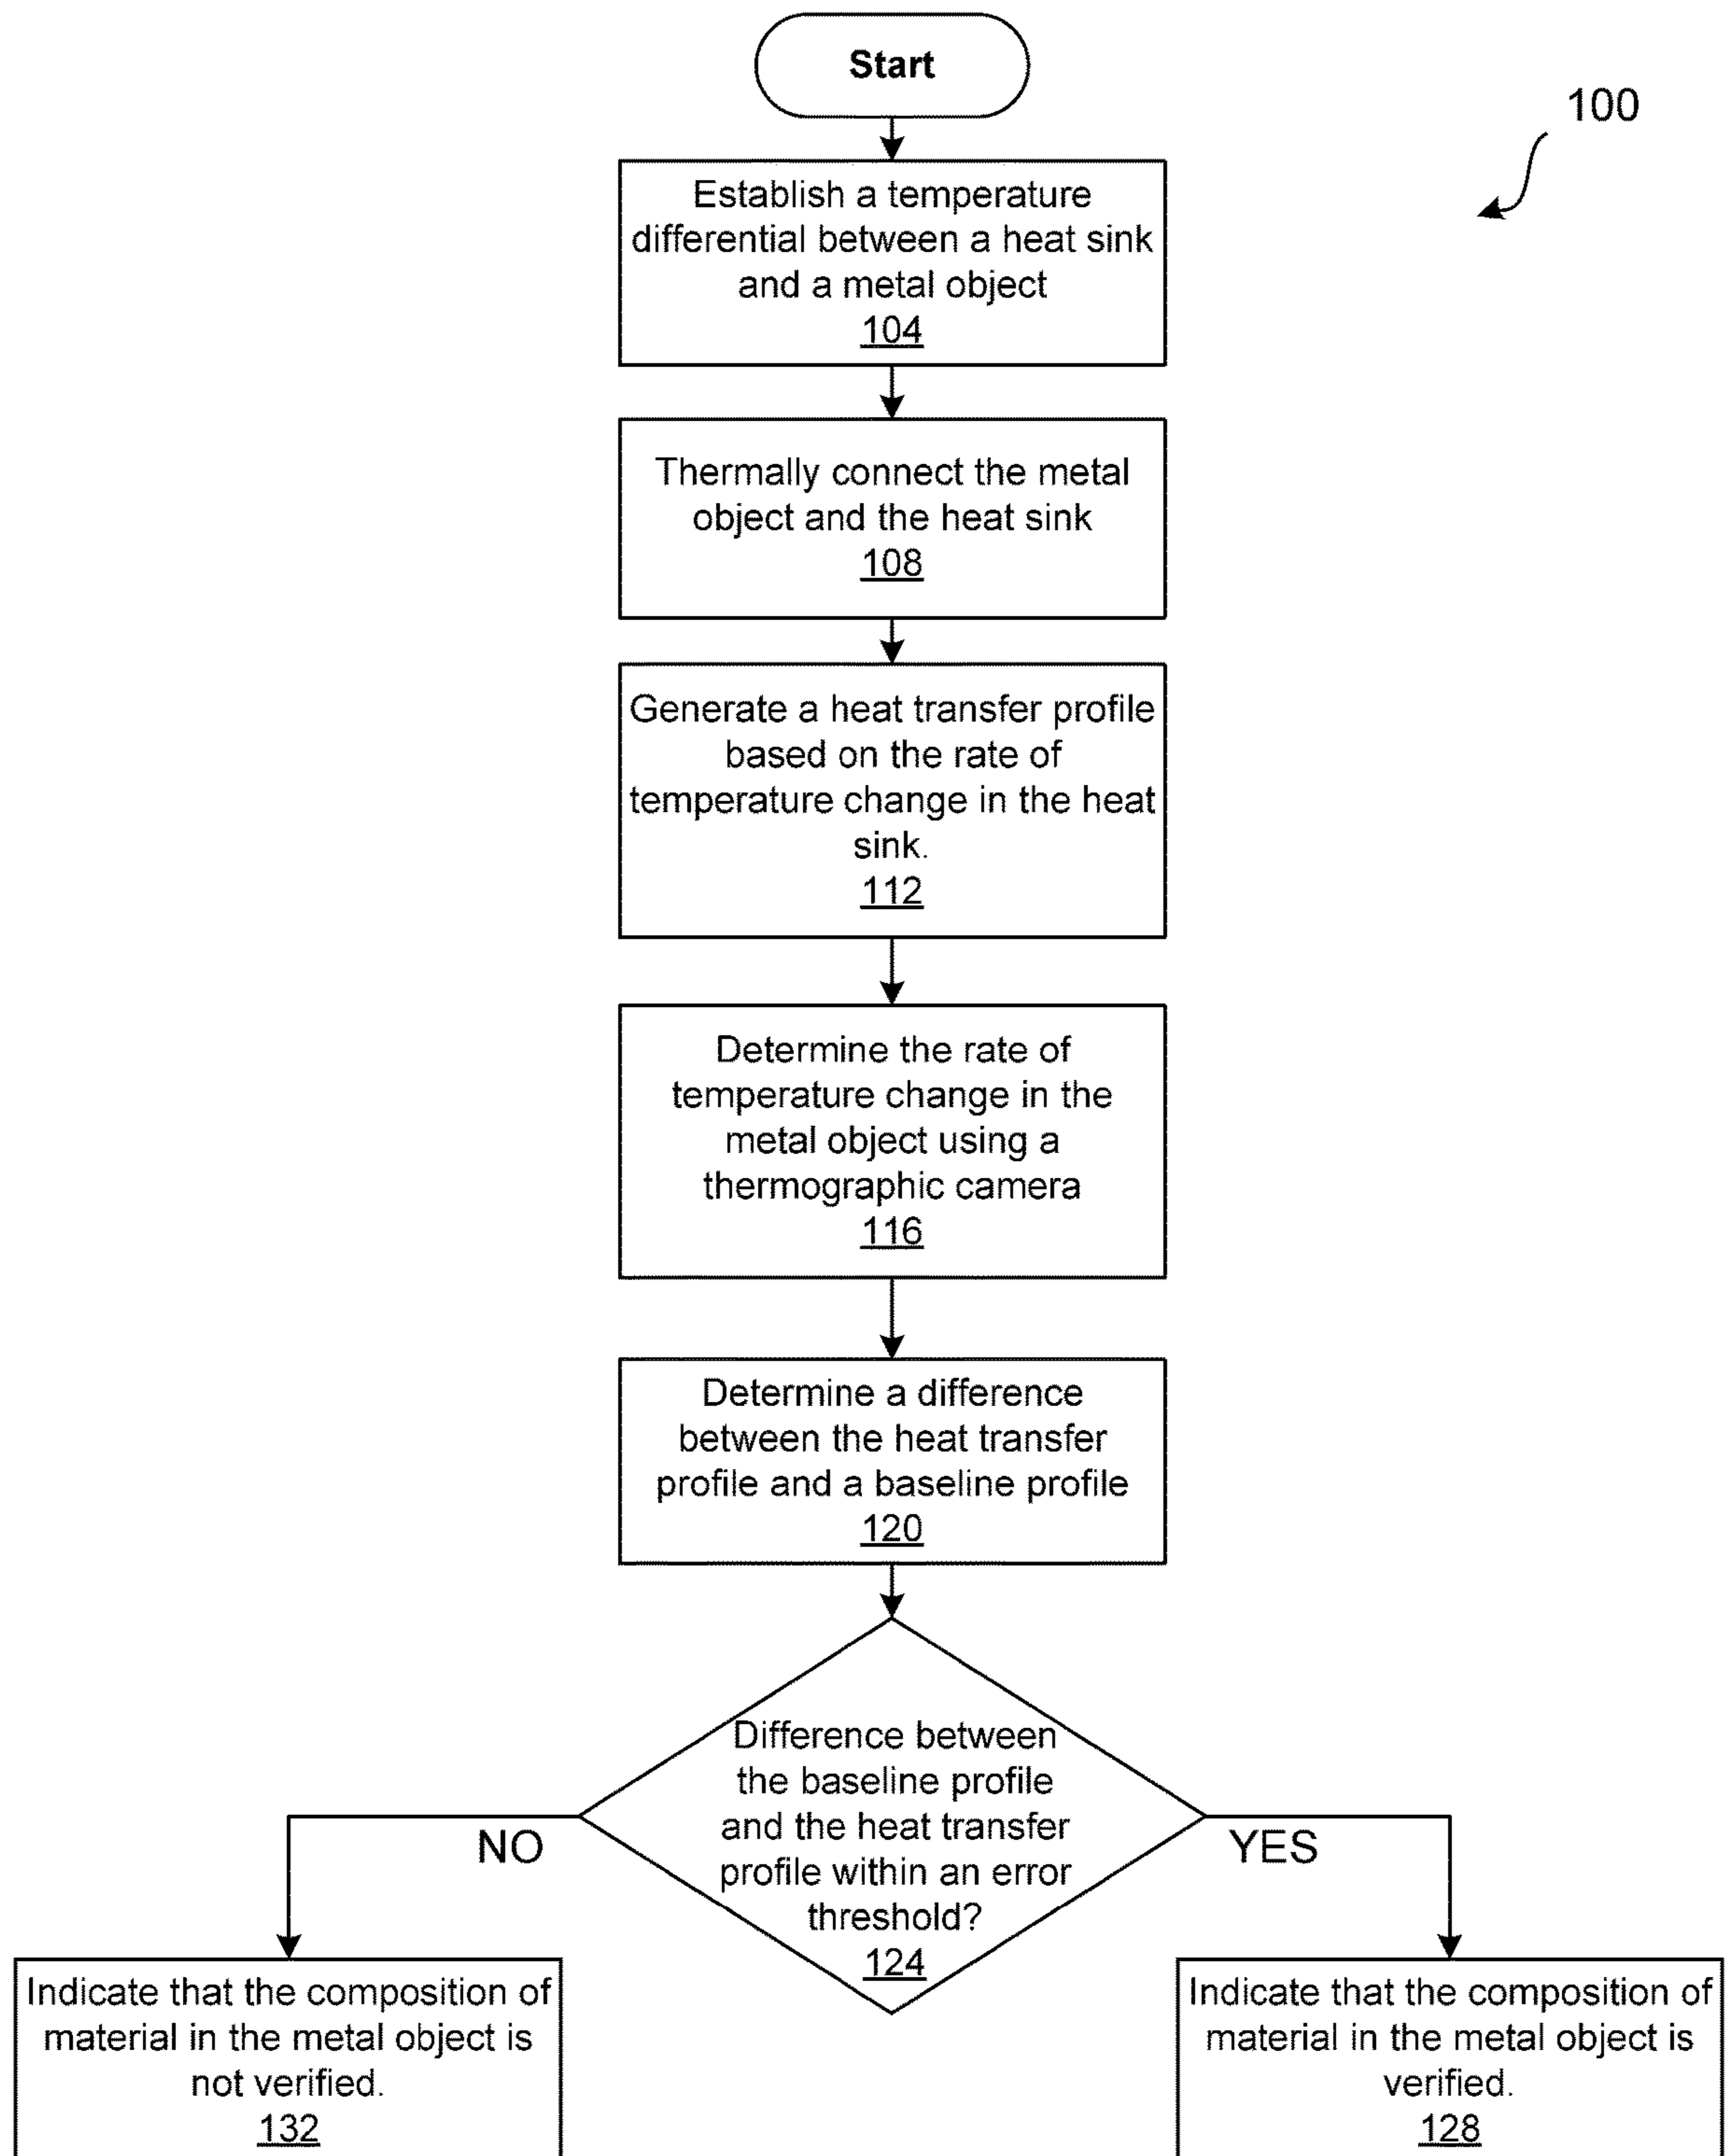 Start
100
Establish a temperature
differential between a heat sink
and a metal object
104
Thermally connect the metal
object and the heat sink
108
Generate a heat transfer profile
based on the rate of
temperature change in the heat
sink.
112
Determine the rate of
temperature change in the
metal object using a
thermographic camera
116
Determine a difference
between the heat transfer
profile and a baseline profile
120
Difference between
the baseline profile
and the heat transfer
profile within an error
threshold?
124
NO
YES
Indicate that the composition of
material in the metal object is
not verified.
132
Indicate that the composition of
material in the metal object is
verified.
128